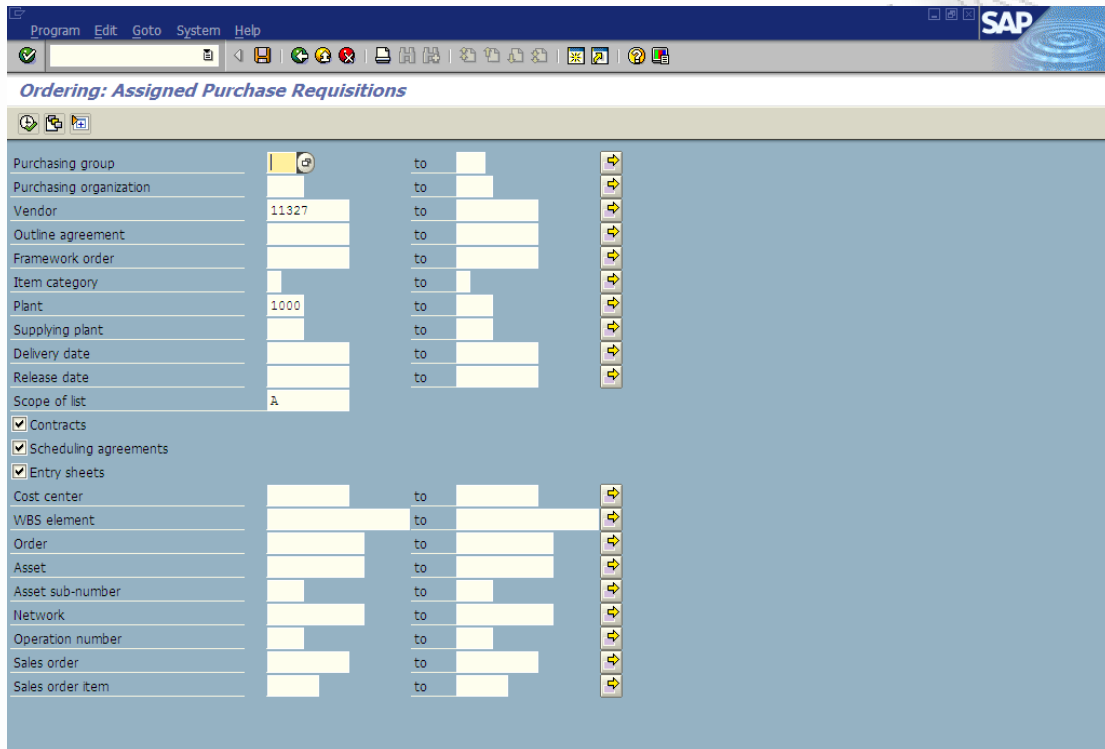 Program Edit Goto System Help
SAP
Ordering: Assigned Purchase Requisitions
Purchasing group to
Purchasing organization to
Vendor 11327 to
Outline agreement to
Framework order to
Item category to
Plant 1000 to
Supplying plant to
Delivery date to
Release date to
Scope of list A
Contracts
Scheduling agreements
Entry sheets
Cost center to
WBS element to
Order to
Asset to
Asset sub-number to
Network to
Operation number to
Sales order to
Sales order item to